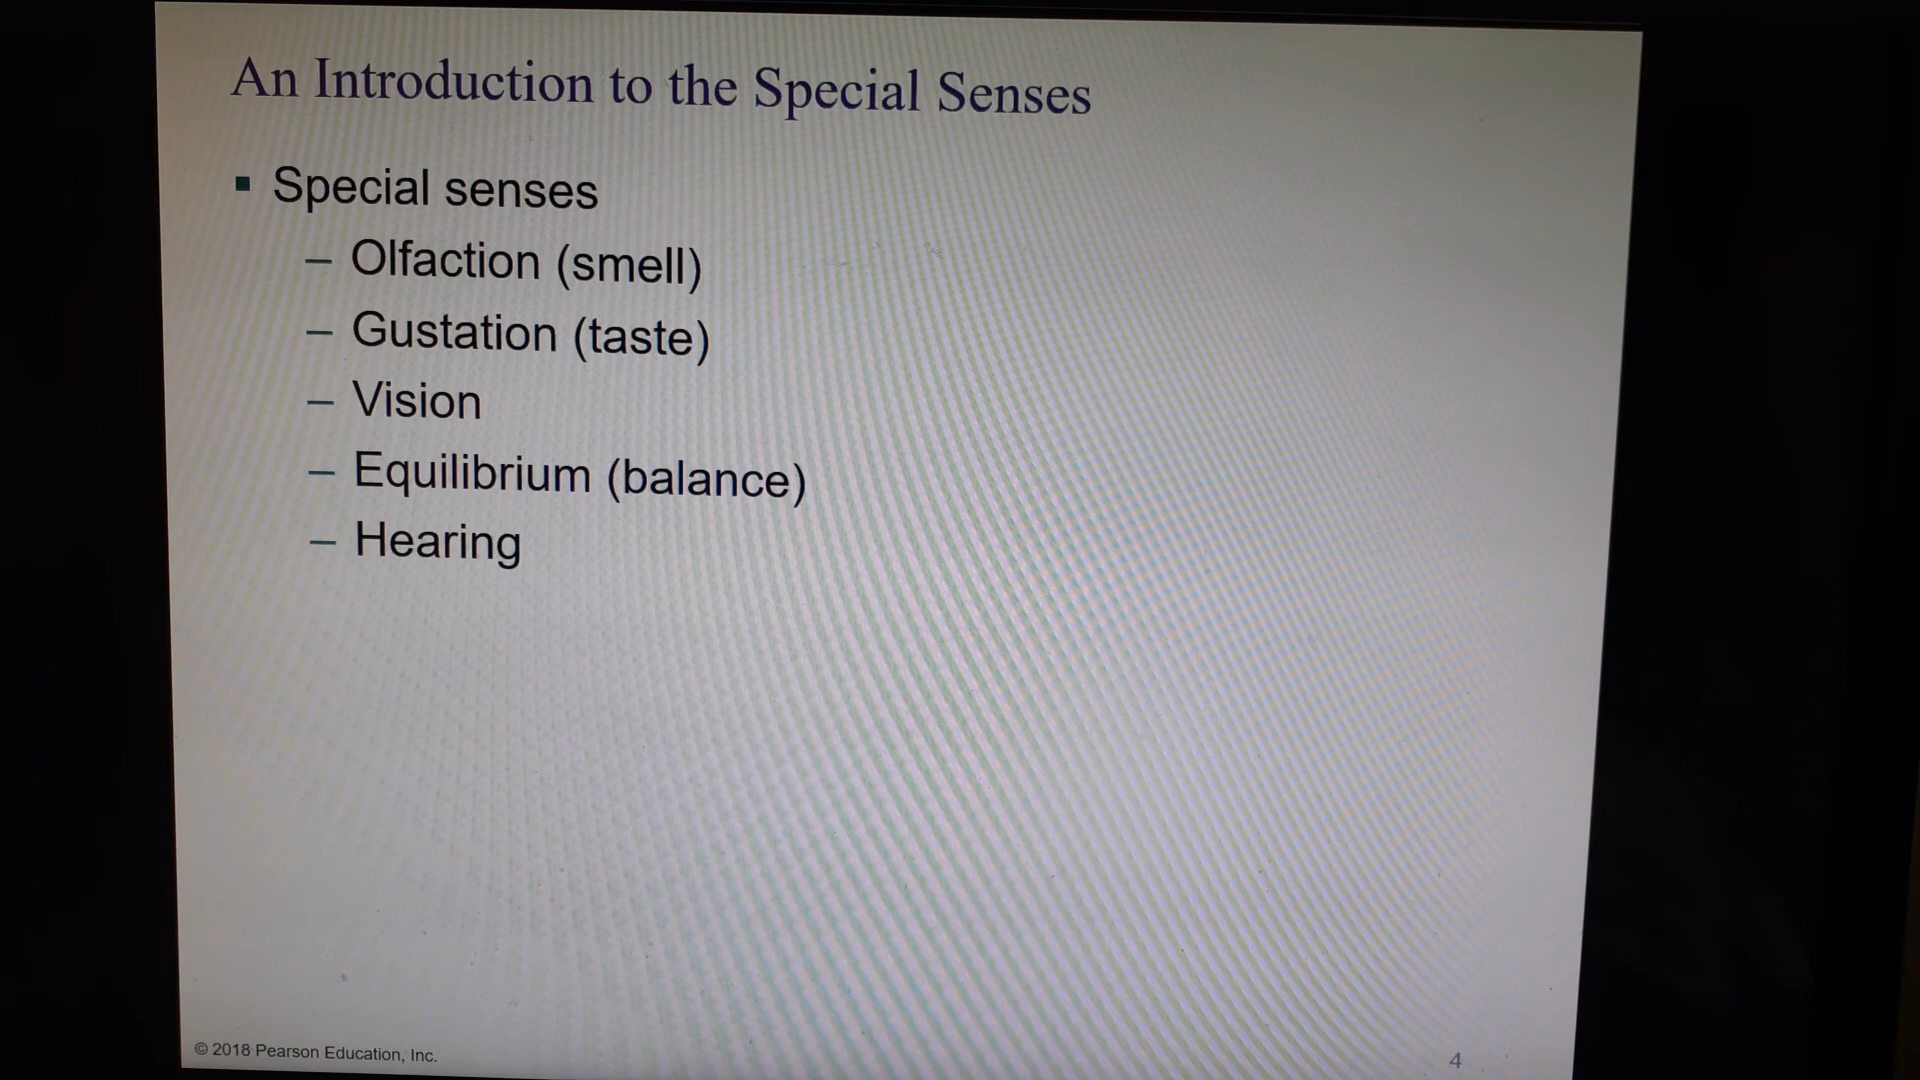 An Introduction to the Special Senses
▪ Special senses
– Olfaction (smell)
– Gustation (taste)
– Vision
– Equilibrium (balance)
– Hearing
© 2018 Pearson Education, Inc.
4